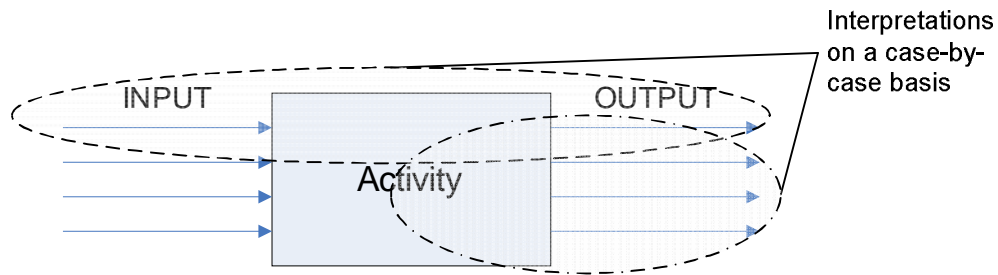 Interpretations
on a case-by-
case basis
INPUT
OUTPUT
Activity